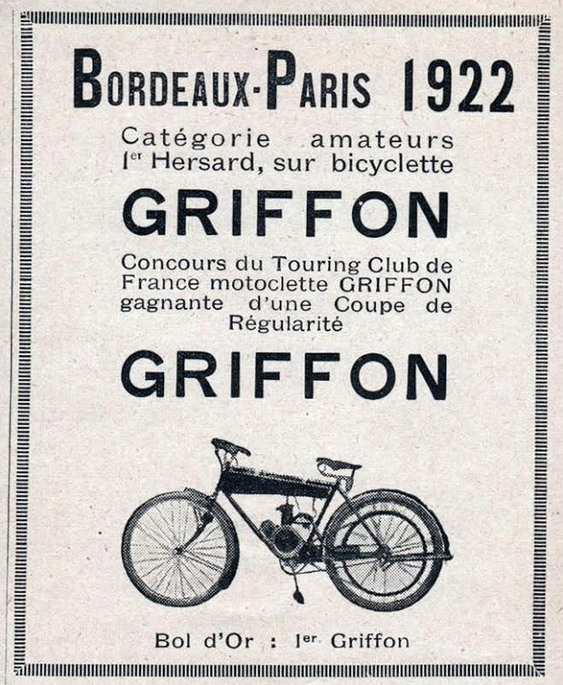 BORDEAUX-PARIS 1922
Catégorie amateurs
1er Hersard, sur bicyclette
GRIFFON
Concours du Touring Club de
France motoclette GRIFFON
gagnante d'une Coupe de
Régularité
GRIFFON
Bol d'Or : 1er Griffon